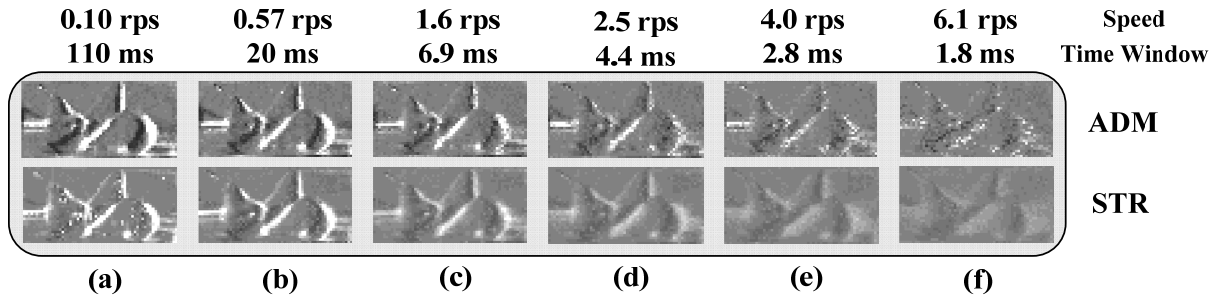 0.10 rps 0.57 rps 1.6 rps 2.5 rps 4.0 rps 6.1 rps Speed
110 ms 20 ms 6.9 ms 4.4 ms 2.8 ms 1.8 ms Time Window
ADM
STR
(a) (b) (c) (d) (e) (f)